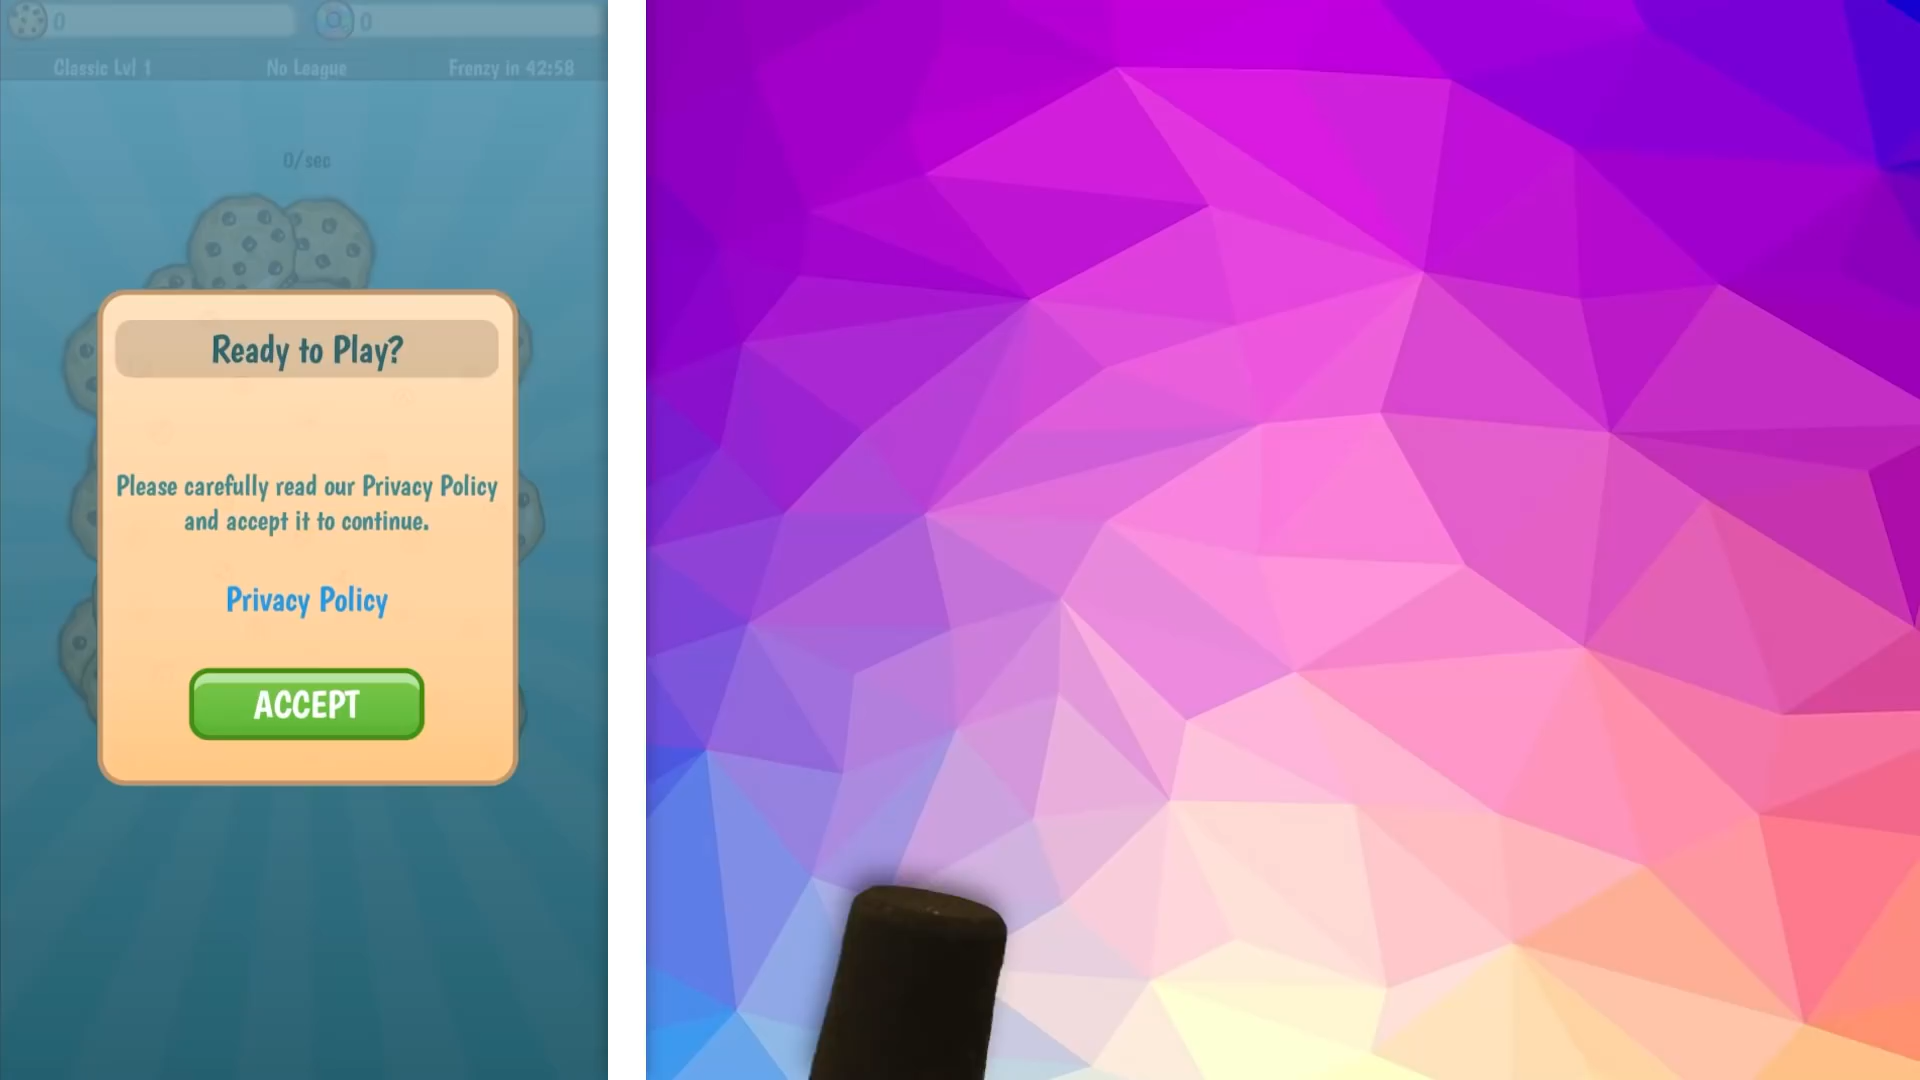 0
0
Classic Lvl 1
No League
Frenzy in 42:58
0/sec
Ready to Play?
Please carefully read our Privacy Policy
and accept it to continue.
Privacy Policy
ACCEPT